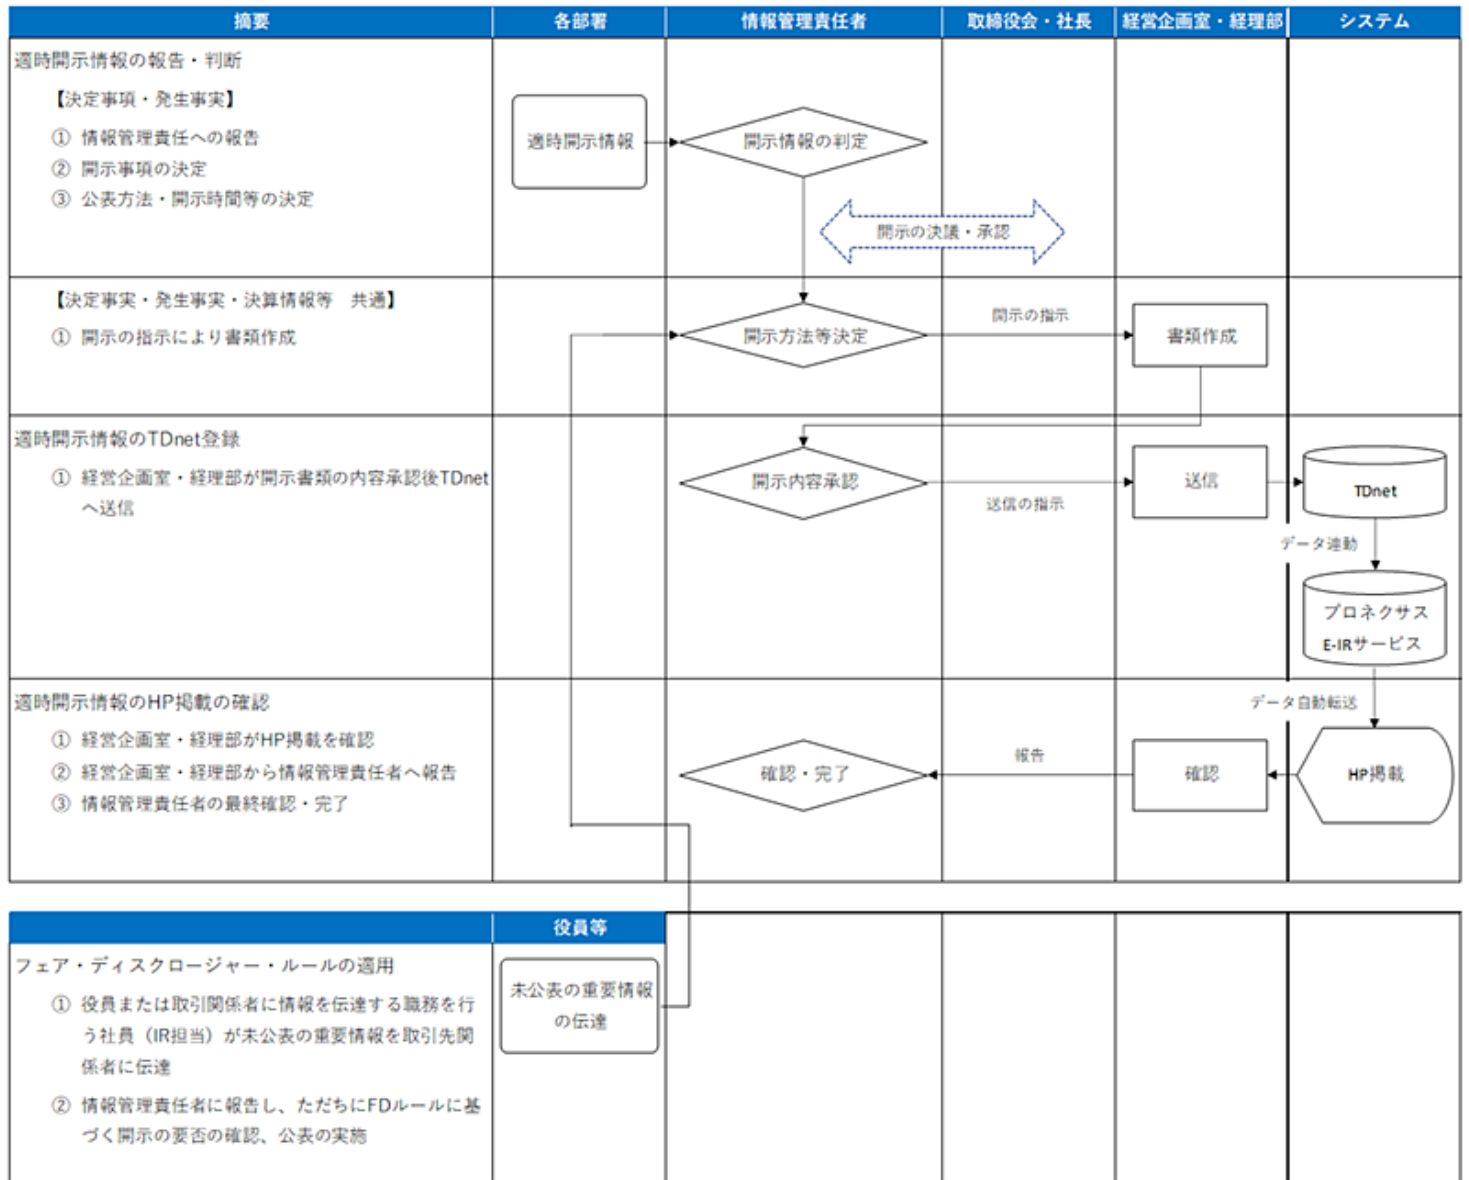 摘要 各部署 情報管理責任者 取締役会・社長 経営企画室・経理部 システム
適時開示情報の報告・判断
【決定事項・発生事実】
① 情報管理責任への報告
② 開示事項の決定
③ 公表方法・開示時間等の決定
適時開示情報
開示情報の判定
開示の決議・承認
【決定事実・発生事実・決算情報等 共通】
① 開示の指示により書類作成
開示方法等決定
開示の指示
書類作成
適時開示情報のTDnet登録
① 経営企画室・経理部が開示書類の内容承認後TDnet
へ送信
開示内容承認
送信の指示
送信
TDnet
データ連動
プロネクサス
E-IRサービス
適時開示情報のHP掲載の確認
① 経営企画室・経理部がHP掲載を確認
② 経営企画室・経理部から情報管理責任者へ報告
③ 情報管理責任者の最終確認・完了
確認・完了
報告
確認
データ自動転送
HP掲載
役員等
フェア・ディスクロージャー・ルールの適用
① 役員または取引関係者に情報を伝達する職務を行
う社員（IR担当）が未公表の重要情報を取引先関
係者に伝達
② 情報管理責任者に報告し、ただちにFDルールに基
づく開示の要否の確認、公表の実施
未公表の重要情報
の伝達